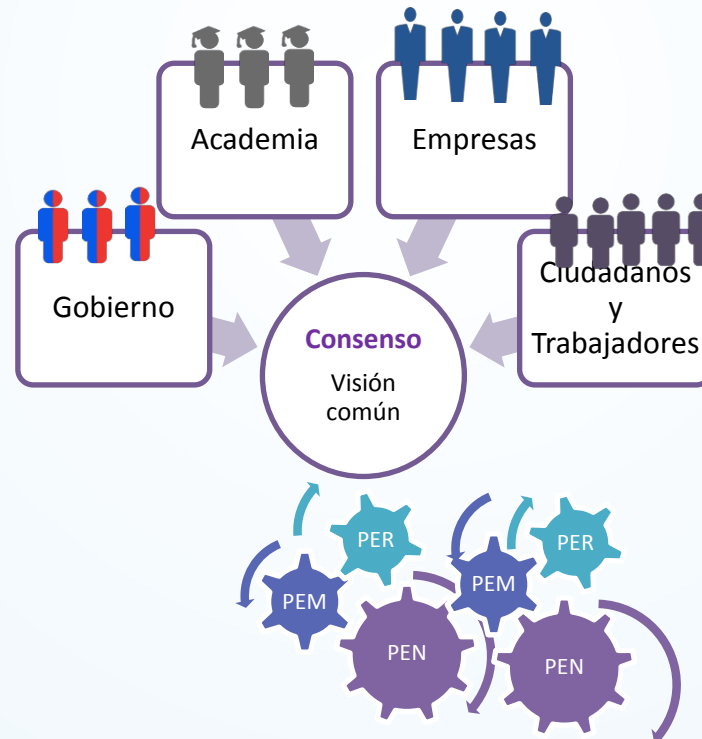 Academia
Empresas
Gobierno
Ciudadanos
y
Trabajadores
Consenso
Visión
común
PER
PEM
PEN
PER
PEM
PEN